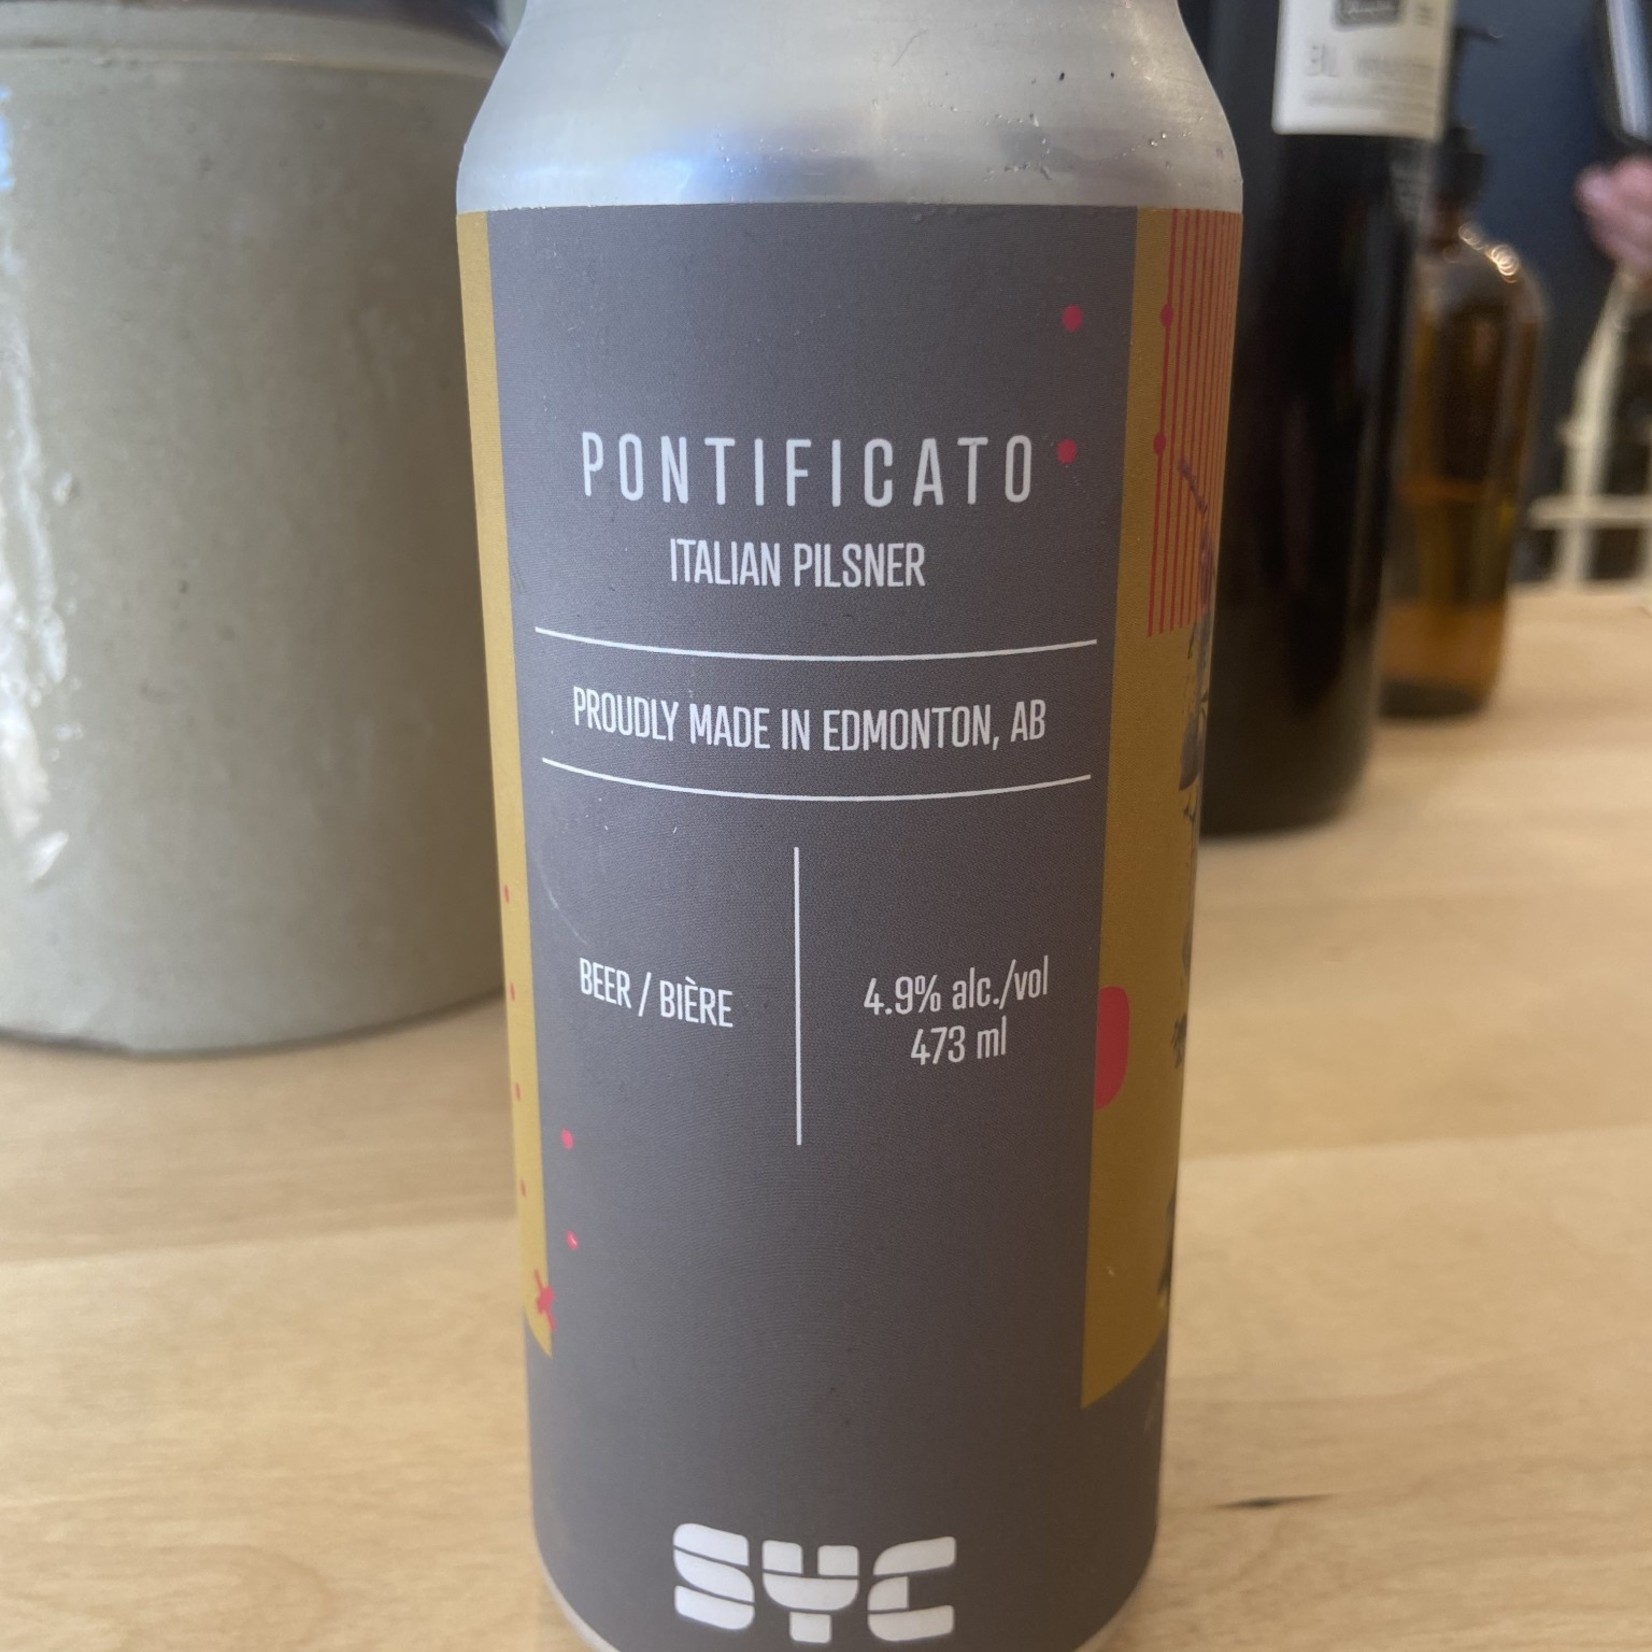 PONTIFICATO
ITALIAN PILSNER
PROUDLY MADE IN EDMONTON, AB
BEER / BIÈRE
4.9% alc./vol
473 ml
SYC